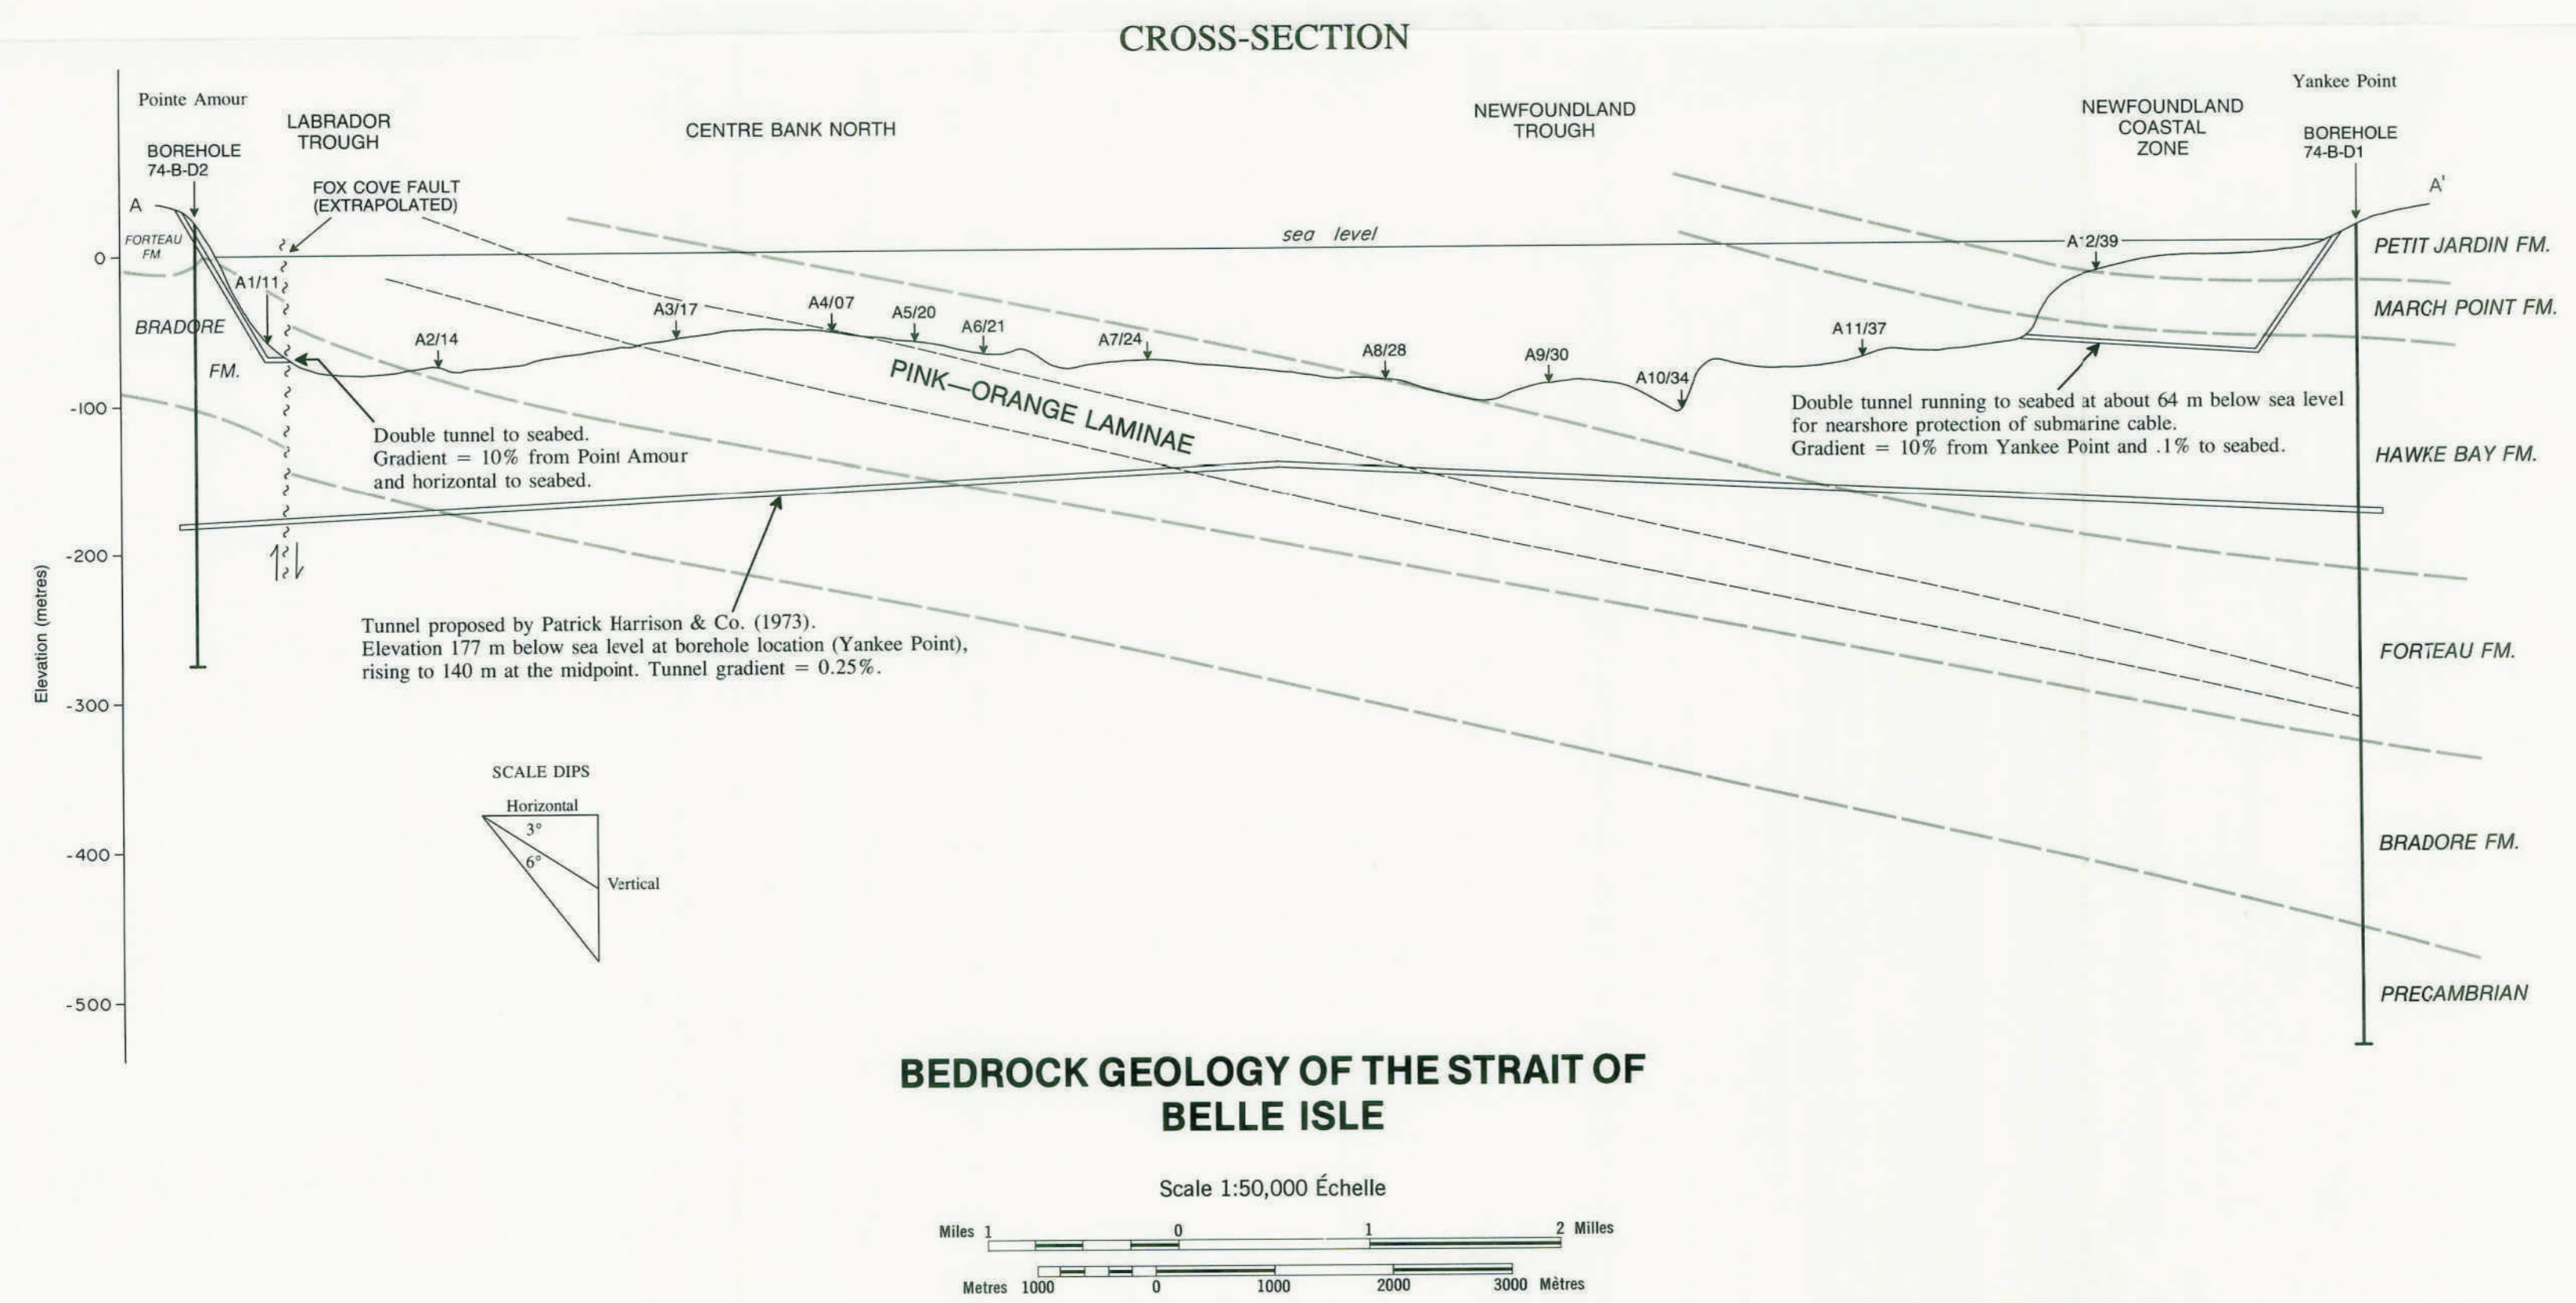 CROSS-SECTION
Pointe Amour
Yankee Point
LABRADOR
TROUGH
CENTRE BANK NORTH
NEWFOUNDLAND
TROUGH
NEWFOUNDLAND
COASTAL
ZONE
BOREHOLE
74-B-D2
BOREHOLE
74-B-D1
FOX COVE FAULT
(EXTRAPOLATED)
A
A'
sea level
FORTEAU
FM
0
A1/11
A2/14
A3/17
A4/07
A5/20
A6/21
A7/24
A8/28
A9/30
A10/34
A11/37
A12/39
PETIT JARDIN FM.
MARCH POINT FM.
BRADORE
FM.
PINK-ORANGE LAMINAE
-100
Double tunnel to seabed.
Gradient = 10% from Point Amour
and horizontal to seabed.
Double tunnel running to seabed at about 64 m below sea level
for nearshore protection of submarine cable.
Gradient = 10% from Yankee Point and .1% to seabed.
HAWKE BAY FM.
-200
Elevation (metres)
Tunnel proposed by Patrick Harrison & Co. (1973).
Elevation 177 m below sea level at borehole location (Yankee Point),
rising to 140 m at the midpoint. Tunnel gradient = 0.25%.
FORTEAU FM.
-300
SCALE DIPS
Horizontal
3°
6°
Vertical
-400
BRADORE FM.
-500
PRECAMBRIAN
BEDROCK GEOLOGY OF THE STRAIT OF
BELLE ISLE
Scale 1:50,000 Échelle
Miles 1 0 1 2 Milles
Metres 1000 0 1000 2000 3000 Mètres